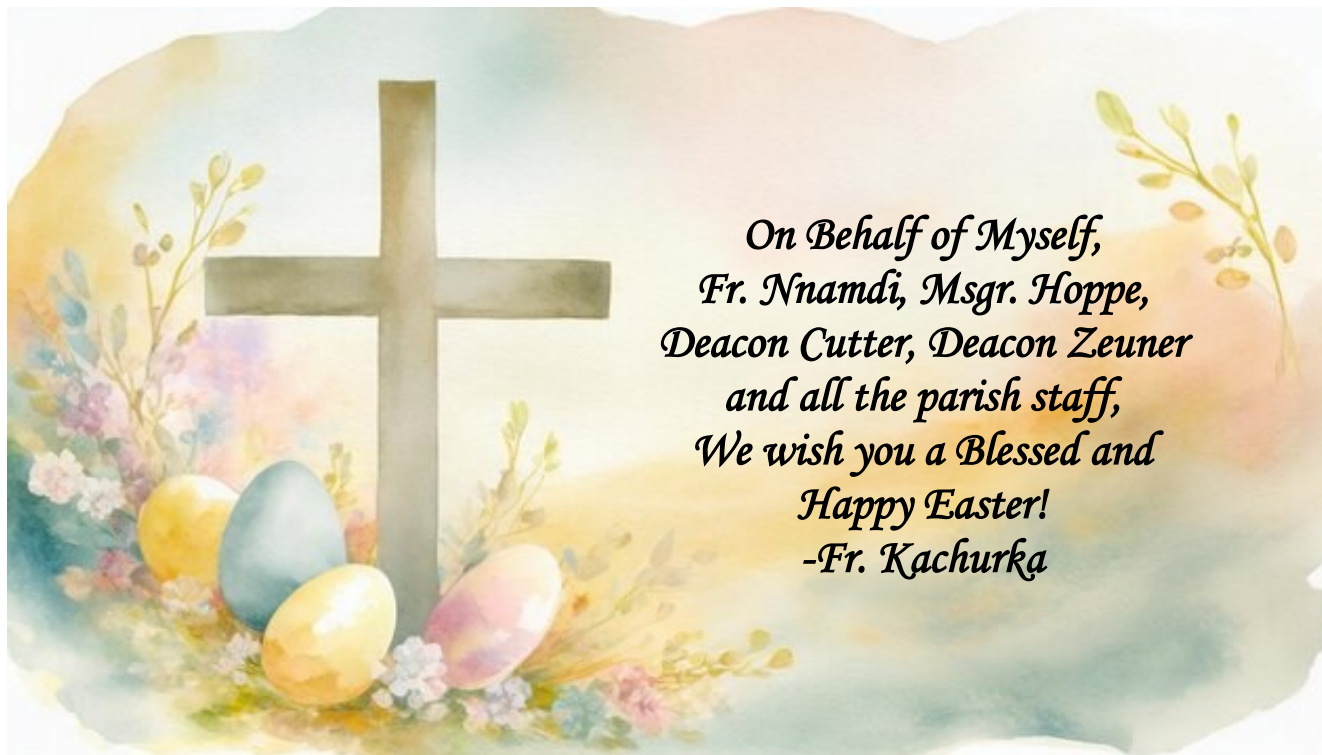 On Behalf of Myself,
Fr. Nnamdi, Msgr. Hoppe,
Deacon Cutter, Deacon Zeuner
and all the parish staff,
We wish you a Blessed and
Happy Easter!
-Fr. Kachurka